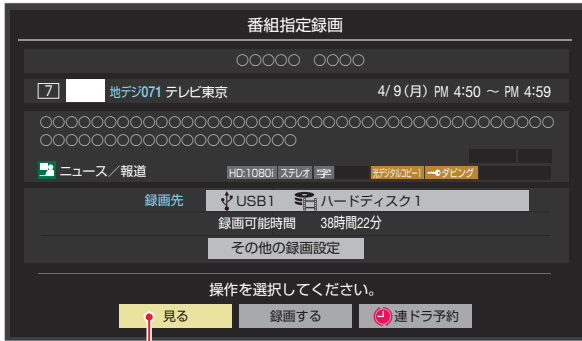 番組指定録画
○○○○○ ○○○○
7 地デジ071 テレビ東京 4/ 9(月) PM 4:50 ～ PM 4:59
○○○○○○○○○○○○○○○○○○○○○○○○○○○○○○○○○○○○○○○○
○○○○○○○○○○○○○○○○○○○○
ニュース／報道 HD:1080i ステレオ 字 光デジタルコピー1 ダビング
録画先 USB1 ハードディスク1
録画可能時間 38時間22分
その他の録画設定
操作を選択してください。
見る 録画する 連ドラ予約